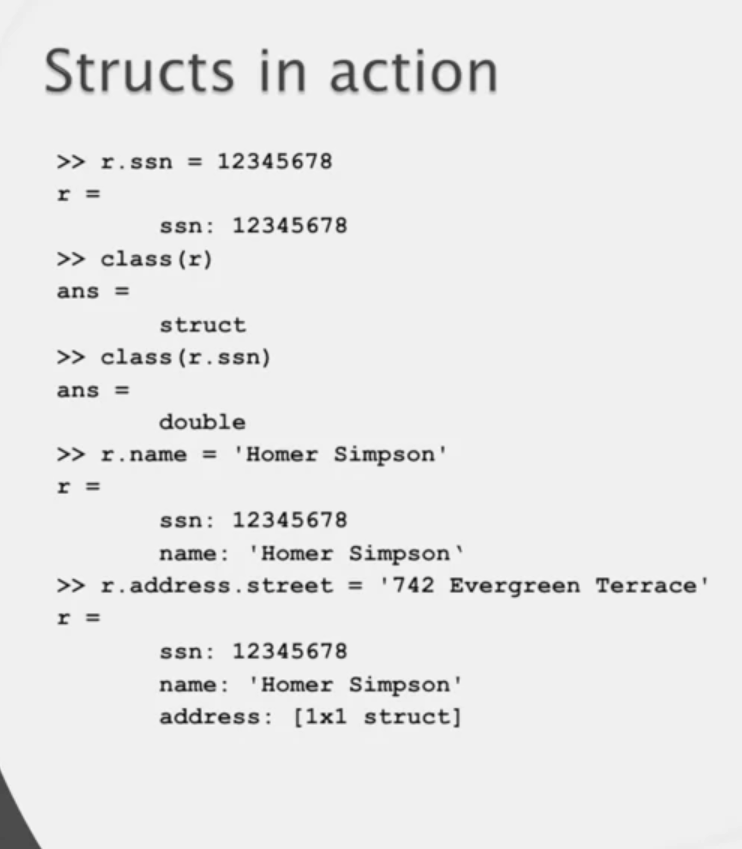 Structs in action
>> r.ssn = 12345678
r =
ssn: 12345678
>> class(r)
ans =
struct
>> class(r.ssn)
ans =
double
>> r.name = 'Homer Simpson'
r =
ssn: 12345678
name: 'Homer Simpson‵
>> r.address.street = '742 Evergreen Terrace'
r =
ssn: 12345678
name: 'Homer Simpson'
address: [1x1 struct]